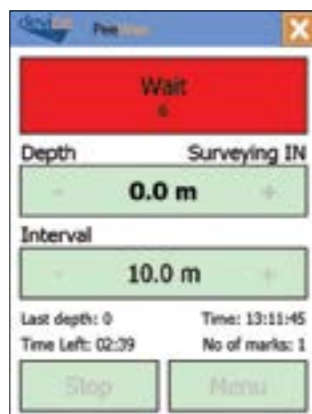 Wait
6
Depth Surveying IN
- 0.0 m +
Interval
- 10.0 m +
Last depth: 0 Time: 13:11:45
Time Left: 02:39 No of marks: 1
Stop Menu